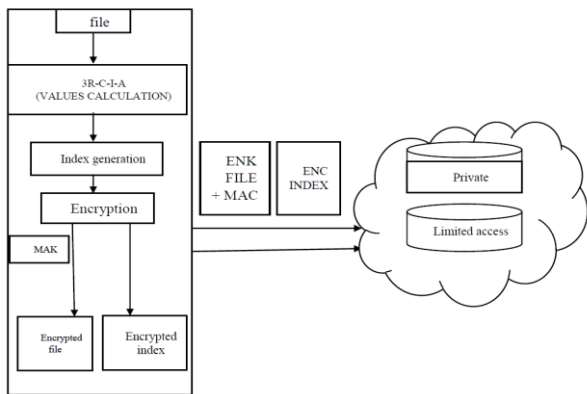 file
3R-C-I-A
(VALUES CALCULATION)
Index generation
Encryption
MAK
Encrypted
file
Encrypted
index
ENK
FILE
+ MAC
ENC
INDEX
Private
Limited access